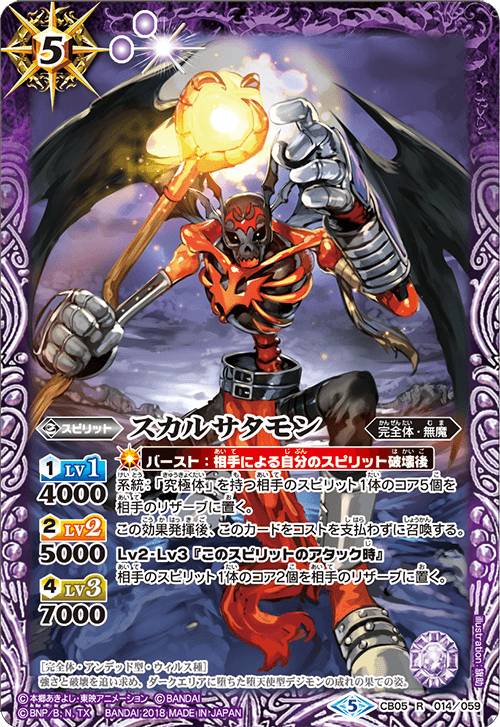 5
スピリット
スカルサタモン
かんぜんたい むま
完全体・無魔
1 LV1
4000
2 LV2
5000
4 LV3
7000
バースト：相手による自分のスピリット破壊後
系統：「究極体」を持つ相手のスピリット1体のコア5個を
相手のリザーブに置く。
この効果発揮後、このカードをコストを支払わずに召喚する。
Lv2・Lv3『このスピリットのアタック時』
相手のスピリット1体のコア2個を相手のリザーブに置く。
[完全体・アンデッド型・ウィルス種]
強さと破壊を追い求め、ダークエリアに堕ちた堕天使型デジモンの成れの果ての姿。
©本郷あきよし・東映アニメーション ©BANDAI
©BNP/B, N, TX BANDAI 2018 MADE IN JAPAN
5 CB05 R 014 059